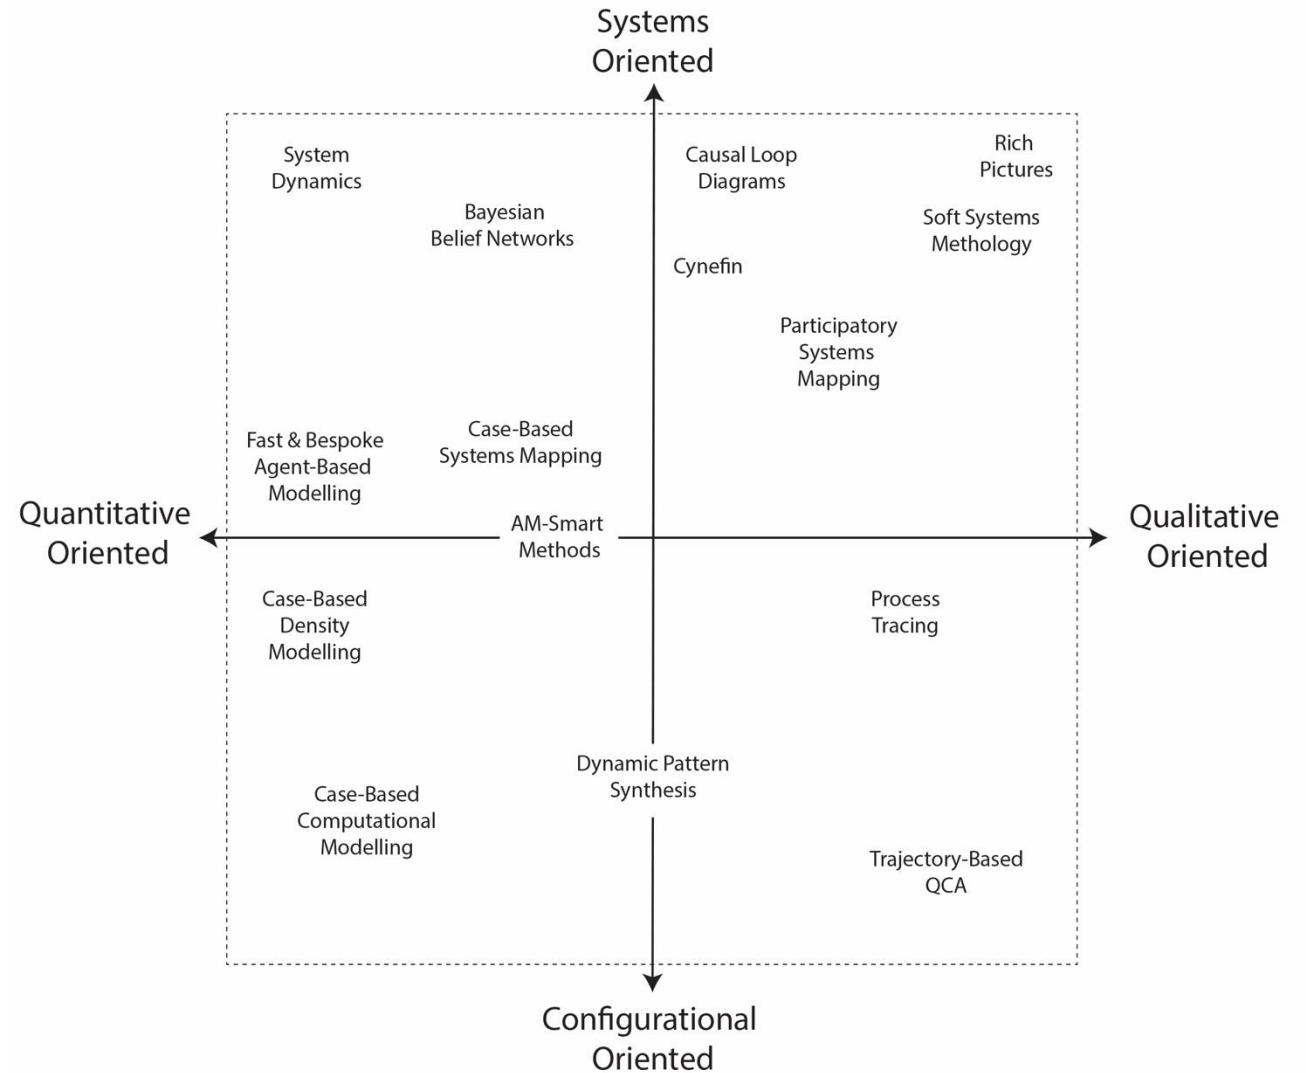 Systems
Oriented
System
Dynamics
Bayesian
Belief Networks
Causal Loop
Diagrams
Rich
Pictures
Soft Systems
Methology
Cynefin
Participatory
Systems
Mapping
Fast & Bespoke
Agent-Based
Modelling
Case-Based
Systems Mapping
Quantitative
Oriented
AM-Smart
Methods
Qualitative
Oriented
Case-Based
Density
Modelling
Process
Tracing
Dynamic Pattern
Synthesis
Case-Based
Computational
Modelling
Trajectory-Based
QCA
Configurational
Oriented